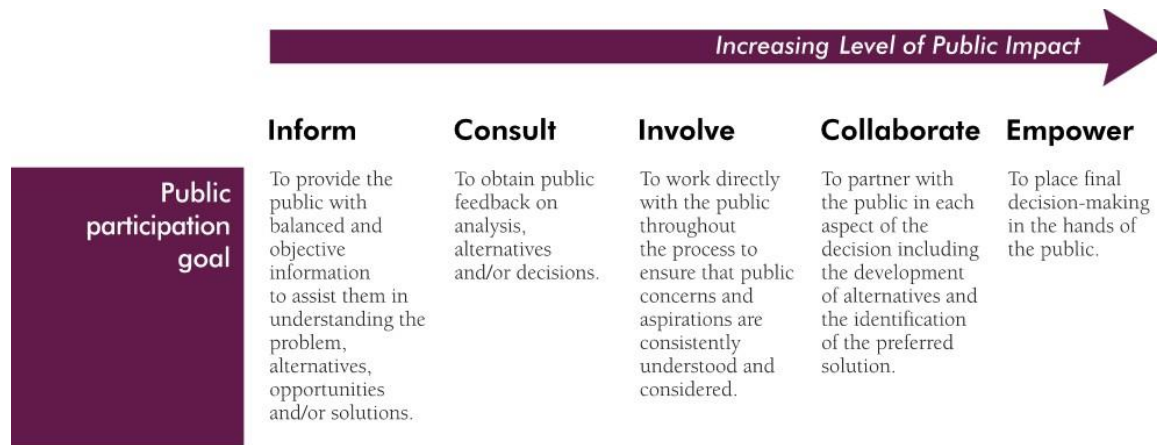 Increasing Level of Public Impact
Inform
Consult
Involve
Collaborate
Empower
Public
participation
goal
To provide the
public with
balanced and
objective
information
to assist them in
understanding the
problem,
alternatives,
opportunities
and/or solutions.
To obtain public
feedback on
analysis,
alternatives
and/or decisions.
To work directly
with the public
throughout
the process to
ensure that public
concerns and
aspirations are
consistently
understood and
considered.
To partner with
the public in each
aspect of the
decision including
the development
of alternatives and
the identification
of the preferred
solution.
To place final
decision-making
in the hands of
the public.